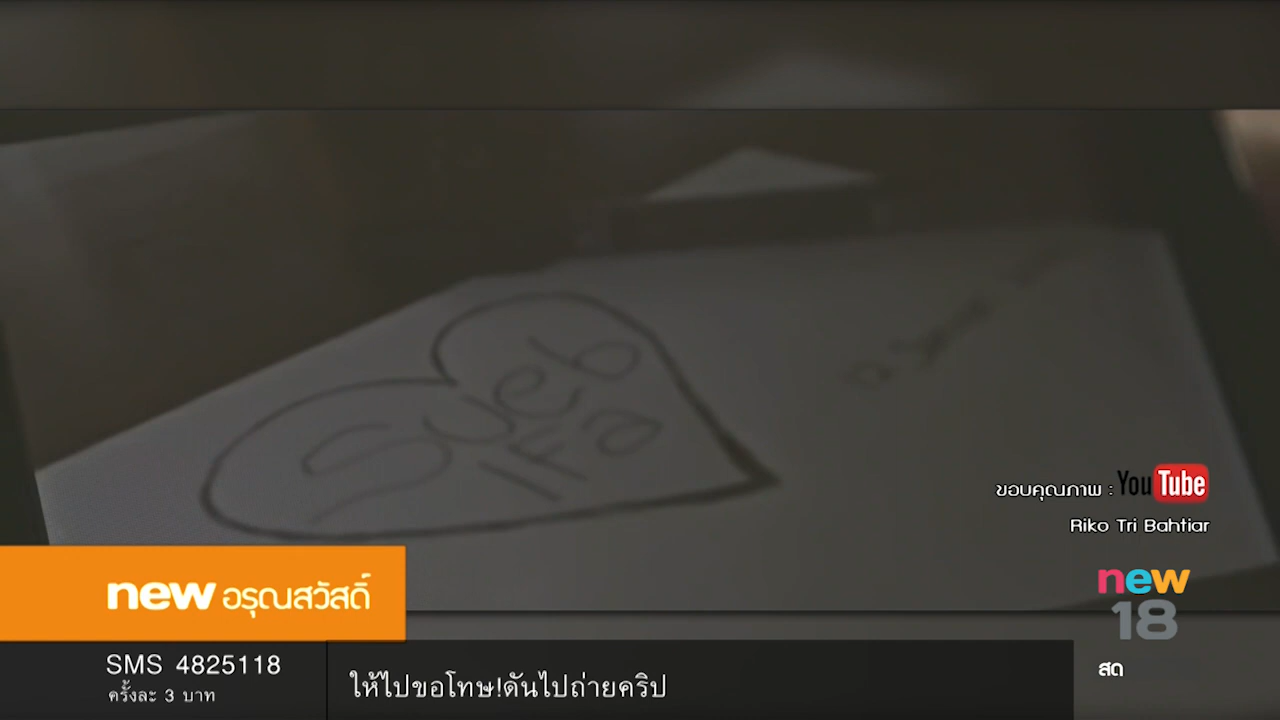 Sueb
IFa
ขอบคุณภาพ : YouTube
Riko Tri Bahtiar
new อรุณสวัสดิ์
new
18
SMS 4825118
ครั้งละ 3 บาท
ให้ไปขอโทษ!ดันไปถ่ายคริป
สด